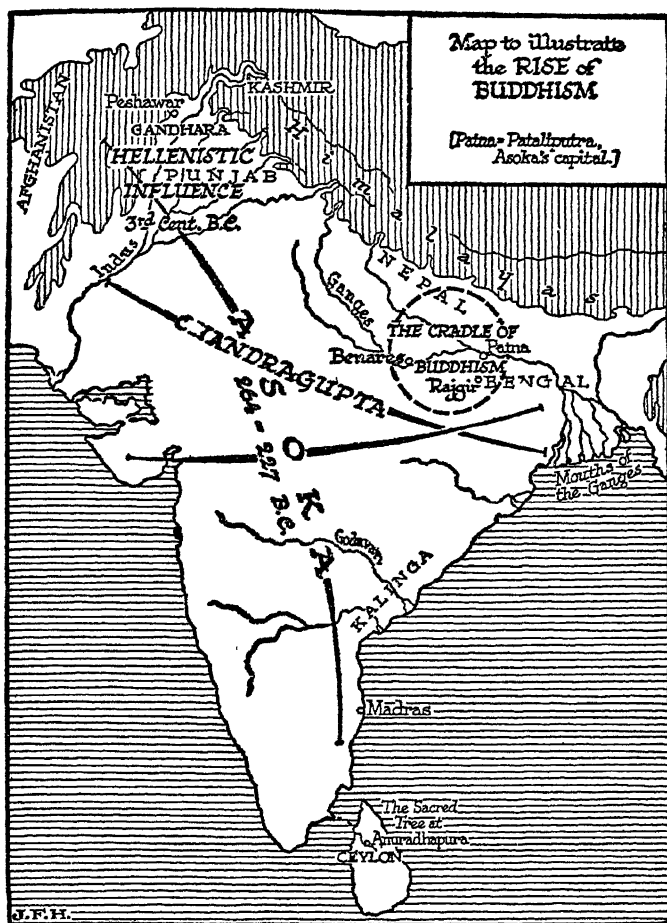 Map to illustrate
the RISE of
BUDDHISM
[Patna=Pataliputra,
Asoka's capital.]
AFGHANISTAN
Peshawar
KASHMIR
GANDHARA
HELLENISTIC
PUNJAB
INFLUENCE
3rd Cent. B.C.
Indus
Himalayas
NEPAL
Ganges
THE CRADLE OF
Patna
Benares
BUDDHISM
Rajgir
BENGAL
CHANDRAGUPTA
ASOKA
264 = 227 B.C.
Mouths of
the Ganges
Godavari
KALINGA
Madras
The Sacred
Tree at
Anuradhapura
CEYLON
J.F.H.